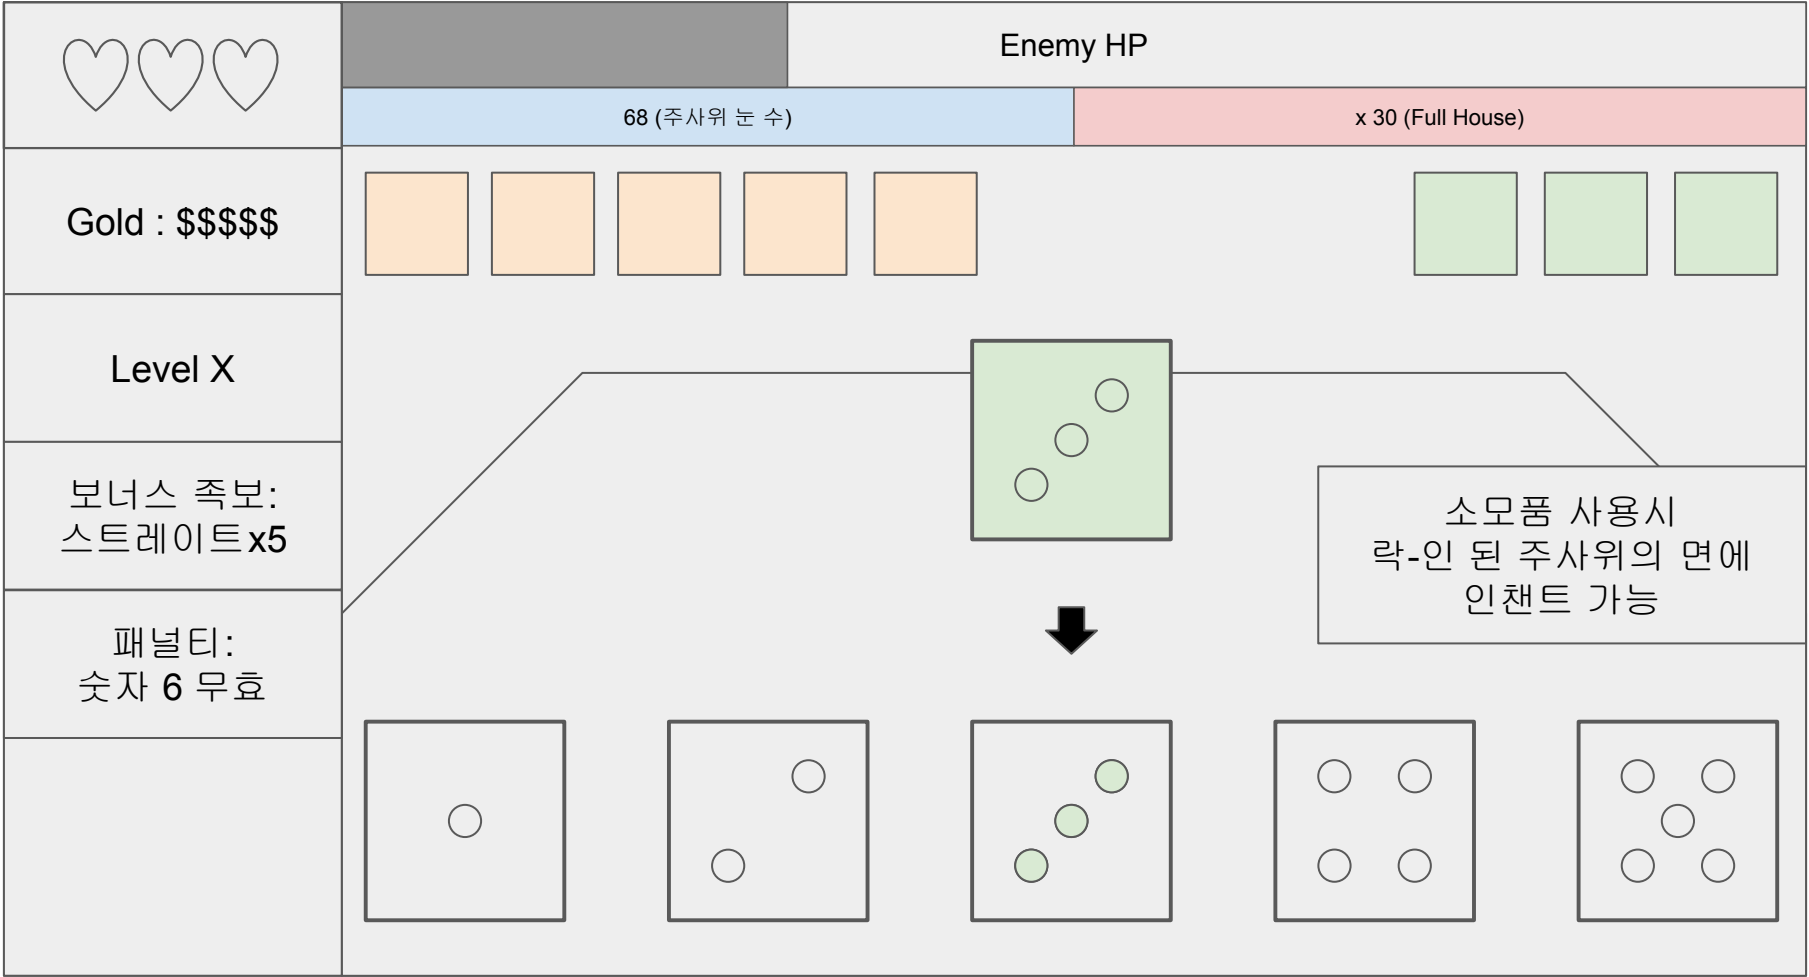 Enemy HP
68 (주사위 눈 수)
x 30 (Full House)
Gold : $$$$$
Level X
보너스 족보:
스트레이트x5
패널티:
숫자 6 무효
소모품 사용시
락-인 된 주사위의 면에
인챈트 가능